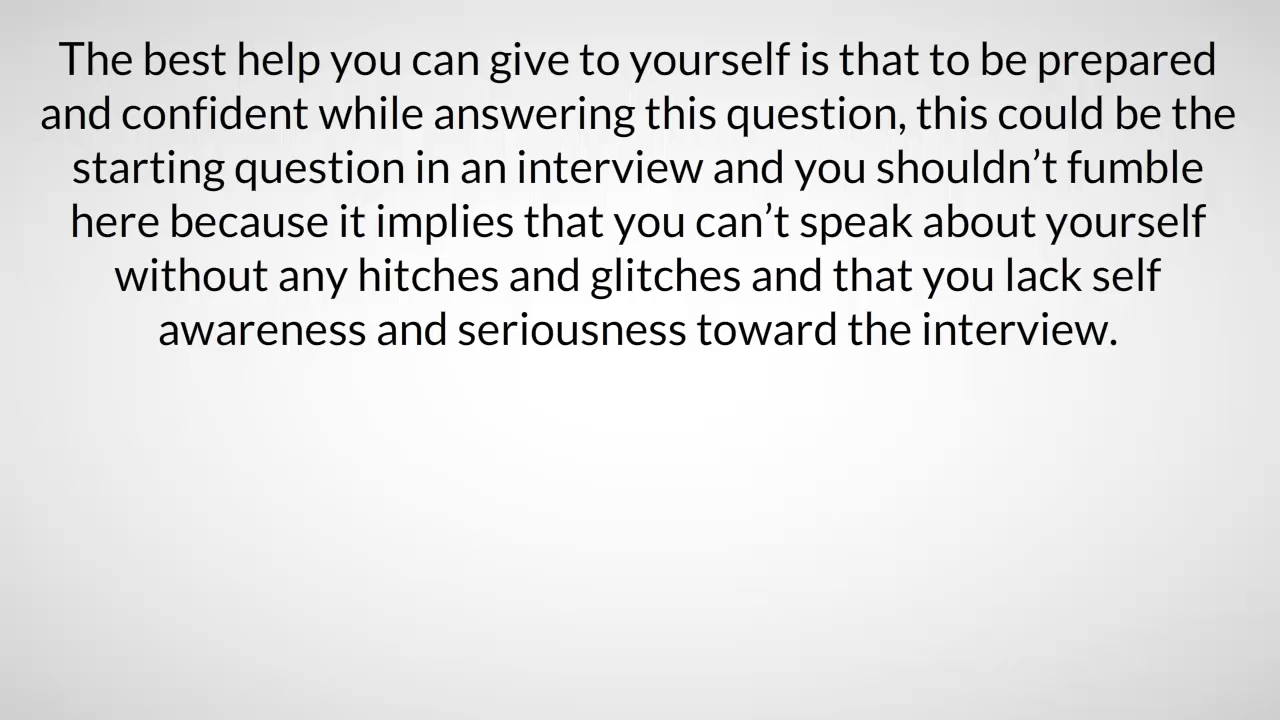 The best help you can give to yourself is that to be prepared
and confident while answering this question, this could be the
starting question in an interview and you shouldn’t fumble
here because it implies that you can’t speak about yourself
without any hitches and glitches and that you lack self
awareness and seriousness toward the interview.